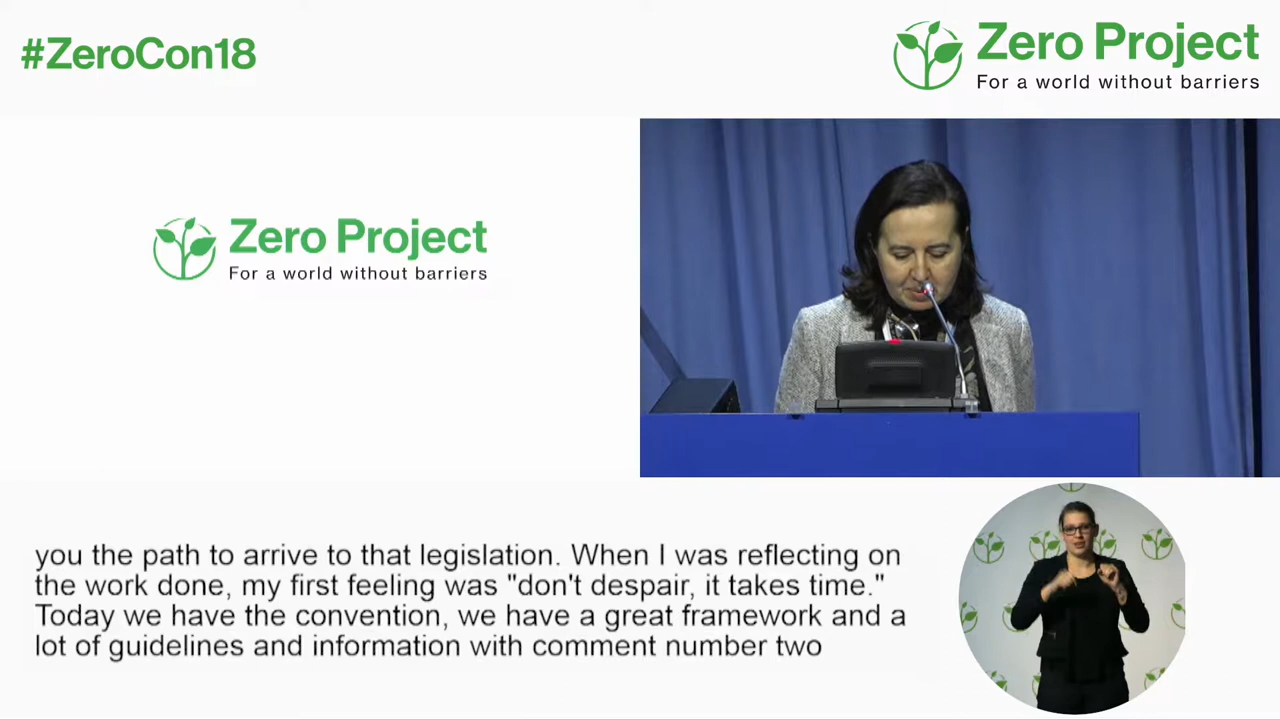 #ZeroCon18
Zero Project
For a world without barriers
Zero Project
For a world without barriers
you the path to arrive to that legislation. When I was reflecting on
the work done, my first feeling was "don't despair, it takes time."
Today we have the convention, we have a great framework and a
lot of guidelines and information with comment number two